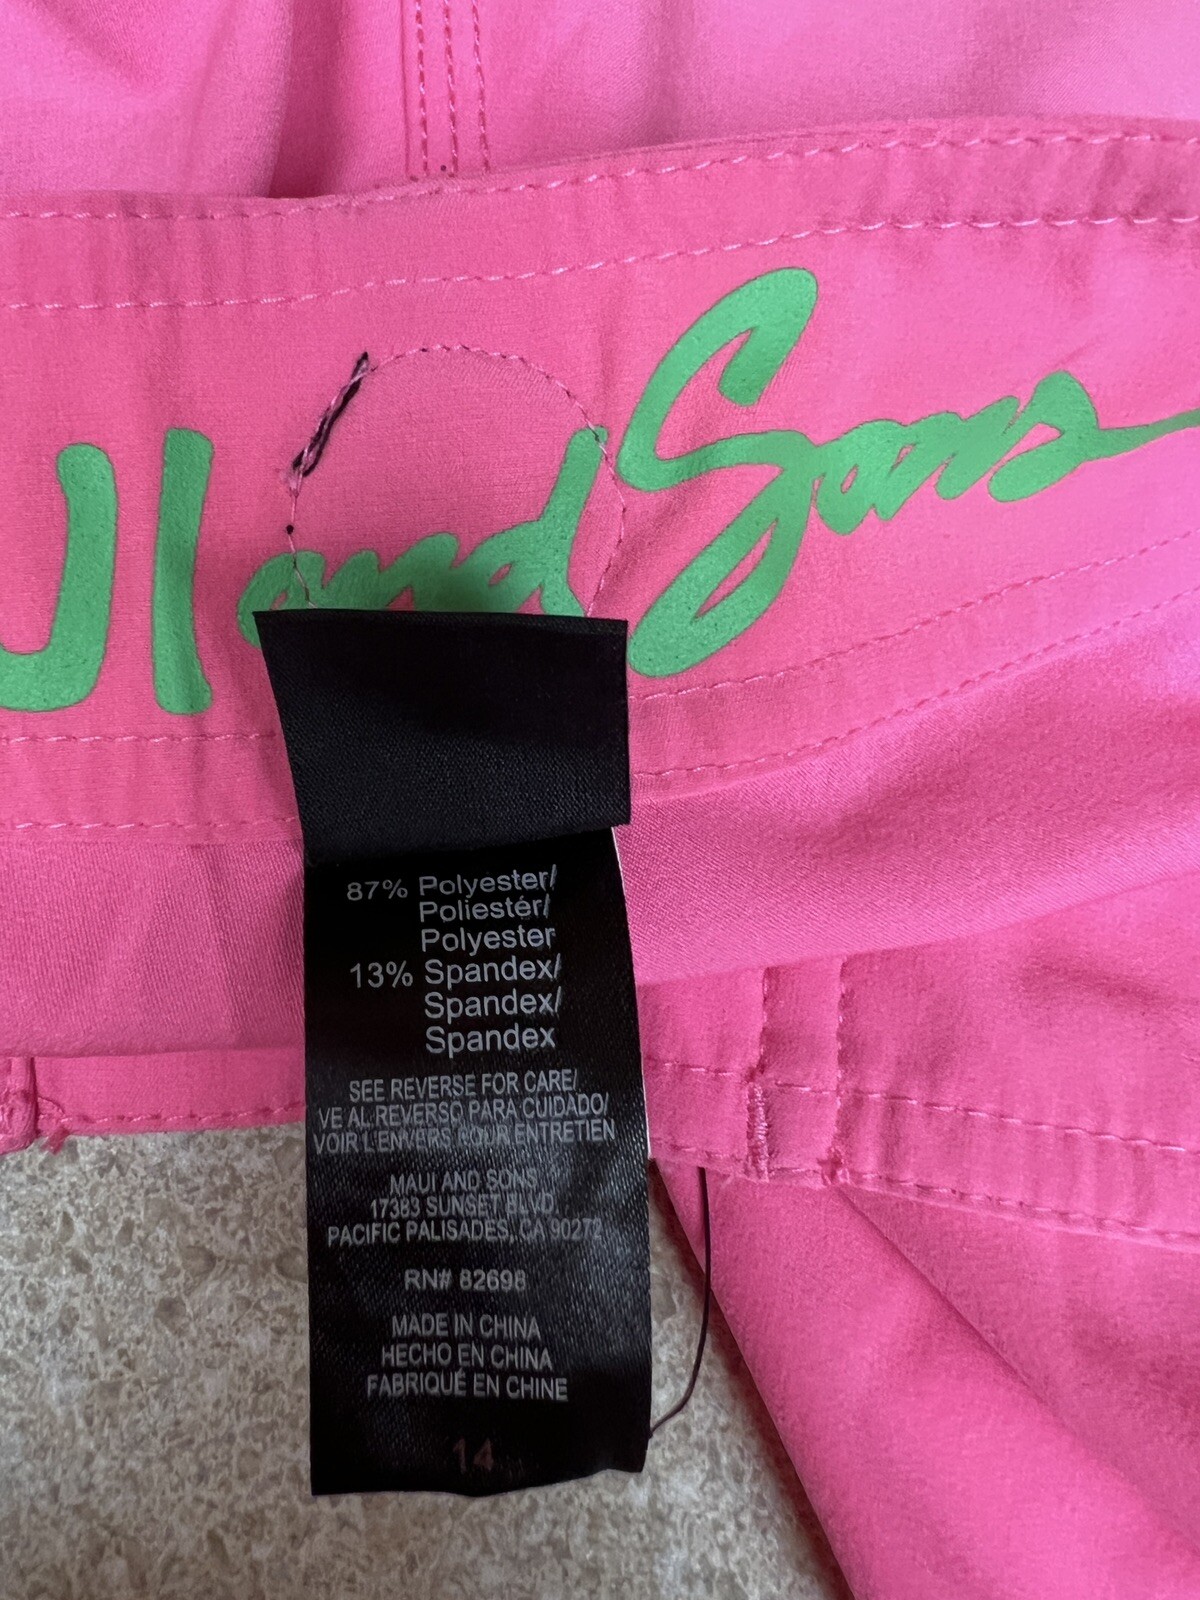 UI and Sons
87% Polyester/
Poliestér/
Polyester
13% Spandex/
Spandex/
Spandex
SEE REVERSE FOR CARE/
VE AL REVERSO PARA CUIDADO/
VOIR L'ENVERS POUR ENTRETIEN
MAUI AND SONS
17383 SUNSET BLVD.
PACIFIC PALISADES, CA 90272
RN# 82698
MADE IN CHINA
HECHO EN CHINA
FABRIQUÉ EN CHINE
14